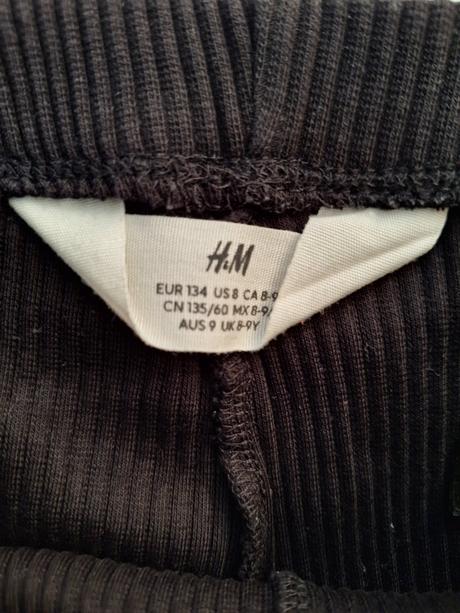 H&M
EUR 134 US 8 CA 8-9
CN 135/60 MX 8-9
AUS 9 UK 8-9Y